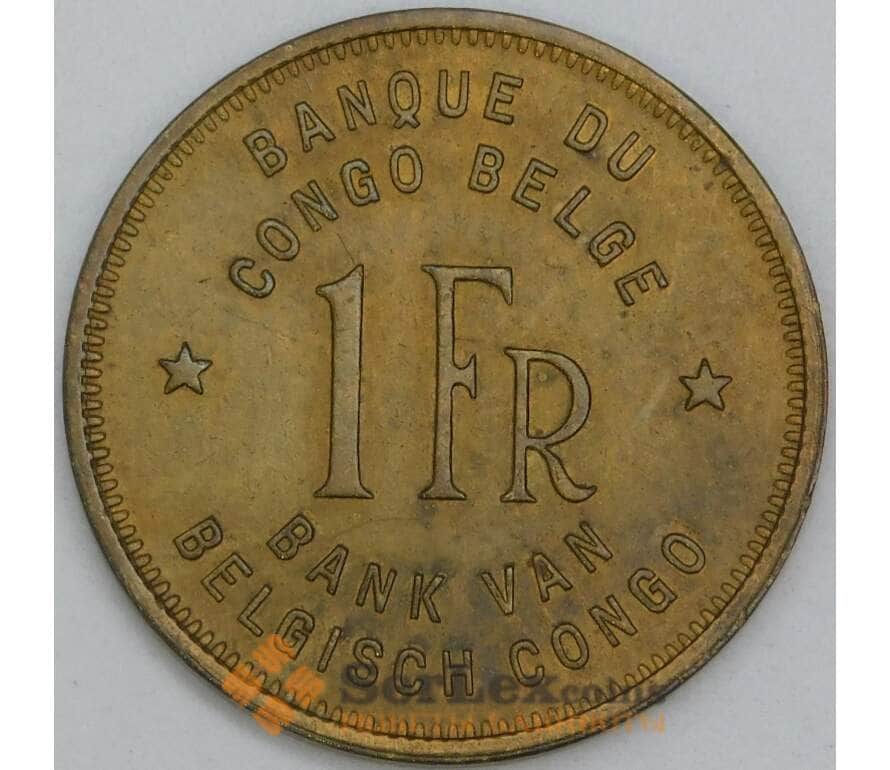 BANQUE DU
CONGO BELGE
1 FR
BANK VAN
BELGISCH CONGO